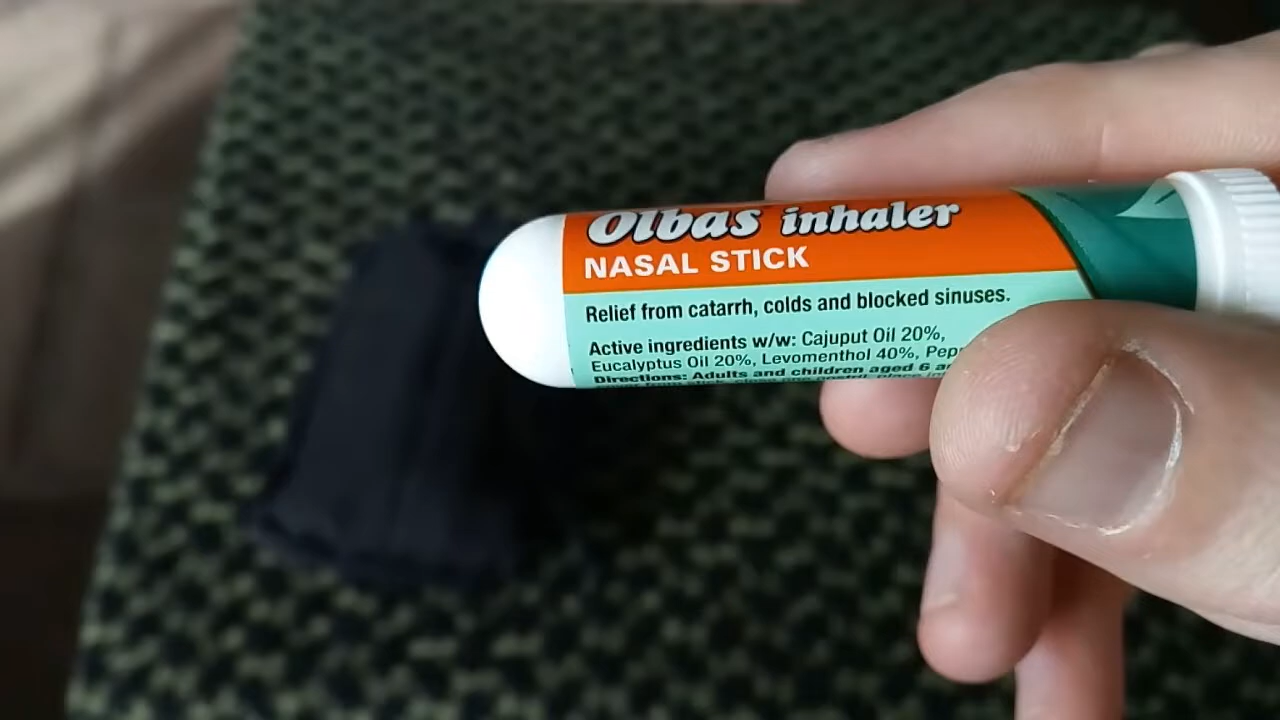 Olbas inhaler
NASAL STICK
Relief from catarrh, colds and blocked sinuses.
Active ingredients w/w: Cajuput Oil 20%,
Eucalyptus Oil 20%, Levomenthol 40%, Pep
Directions: Adults and children aged 6